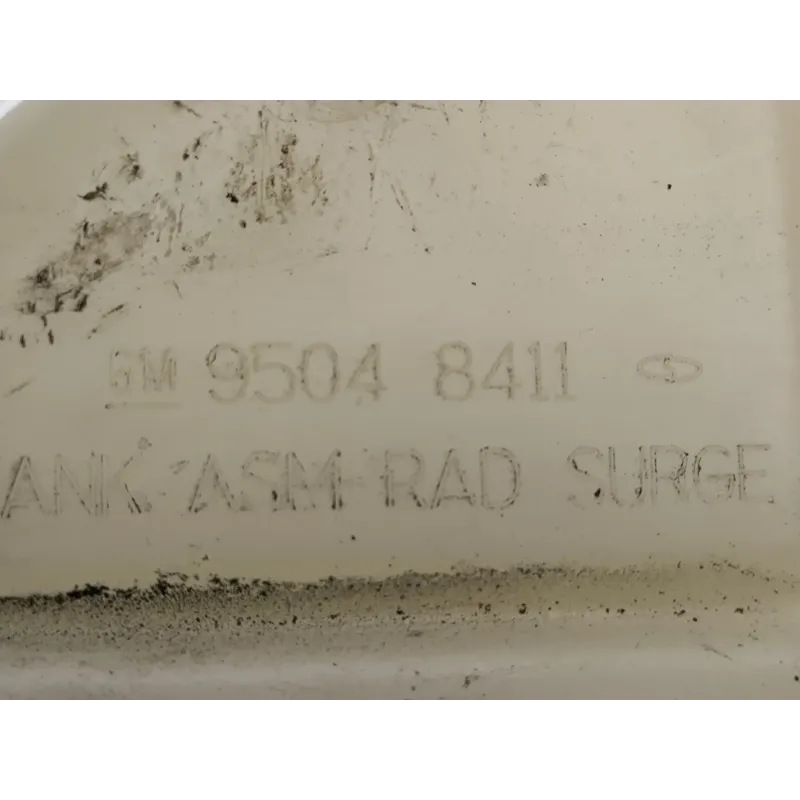 GM 9504 8411
ANK-ASM-RAD SURGE